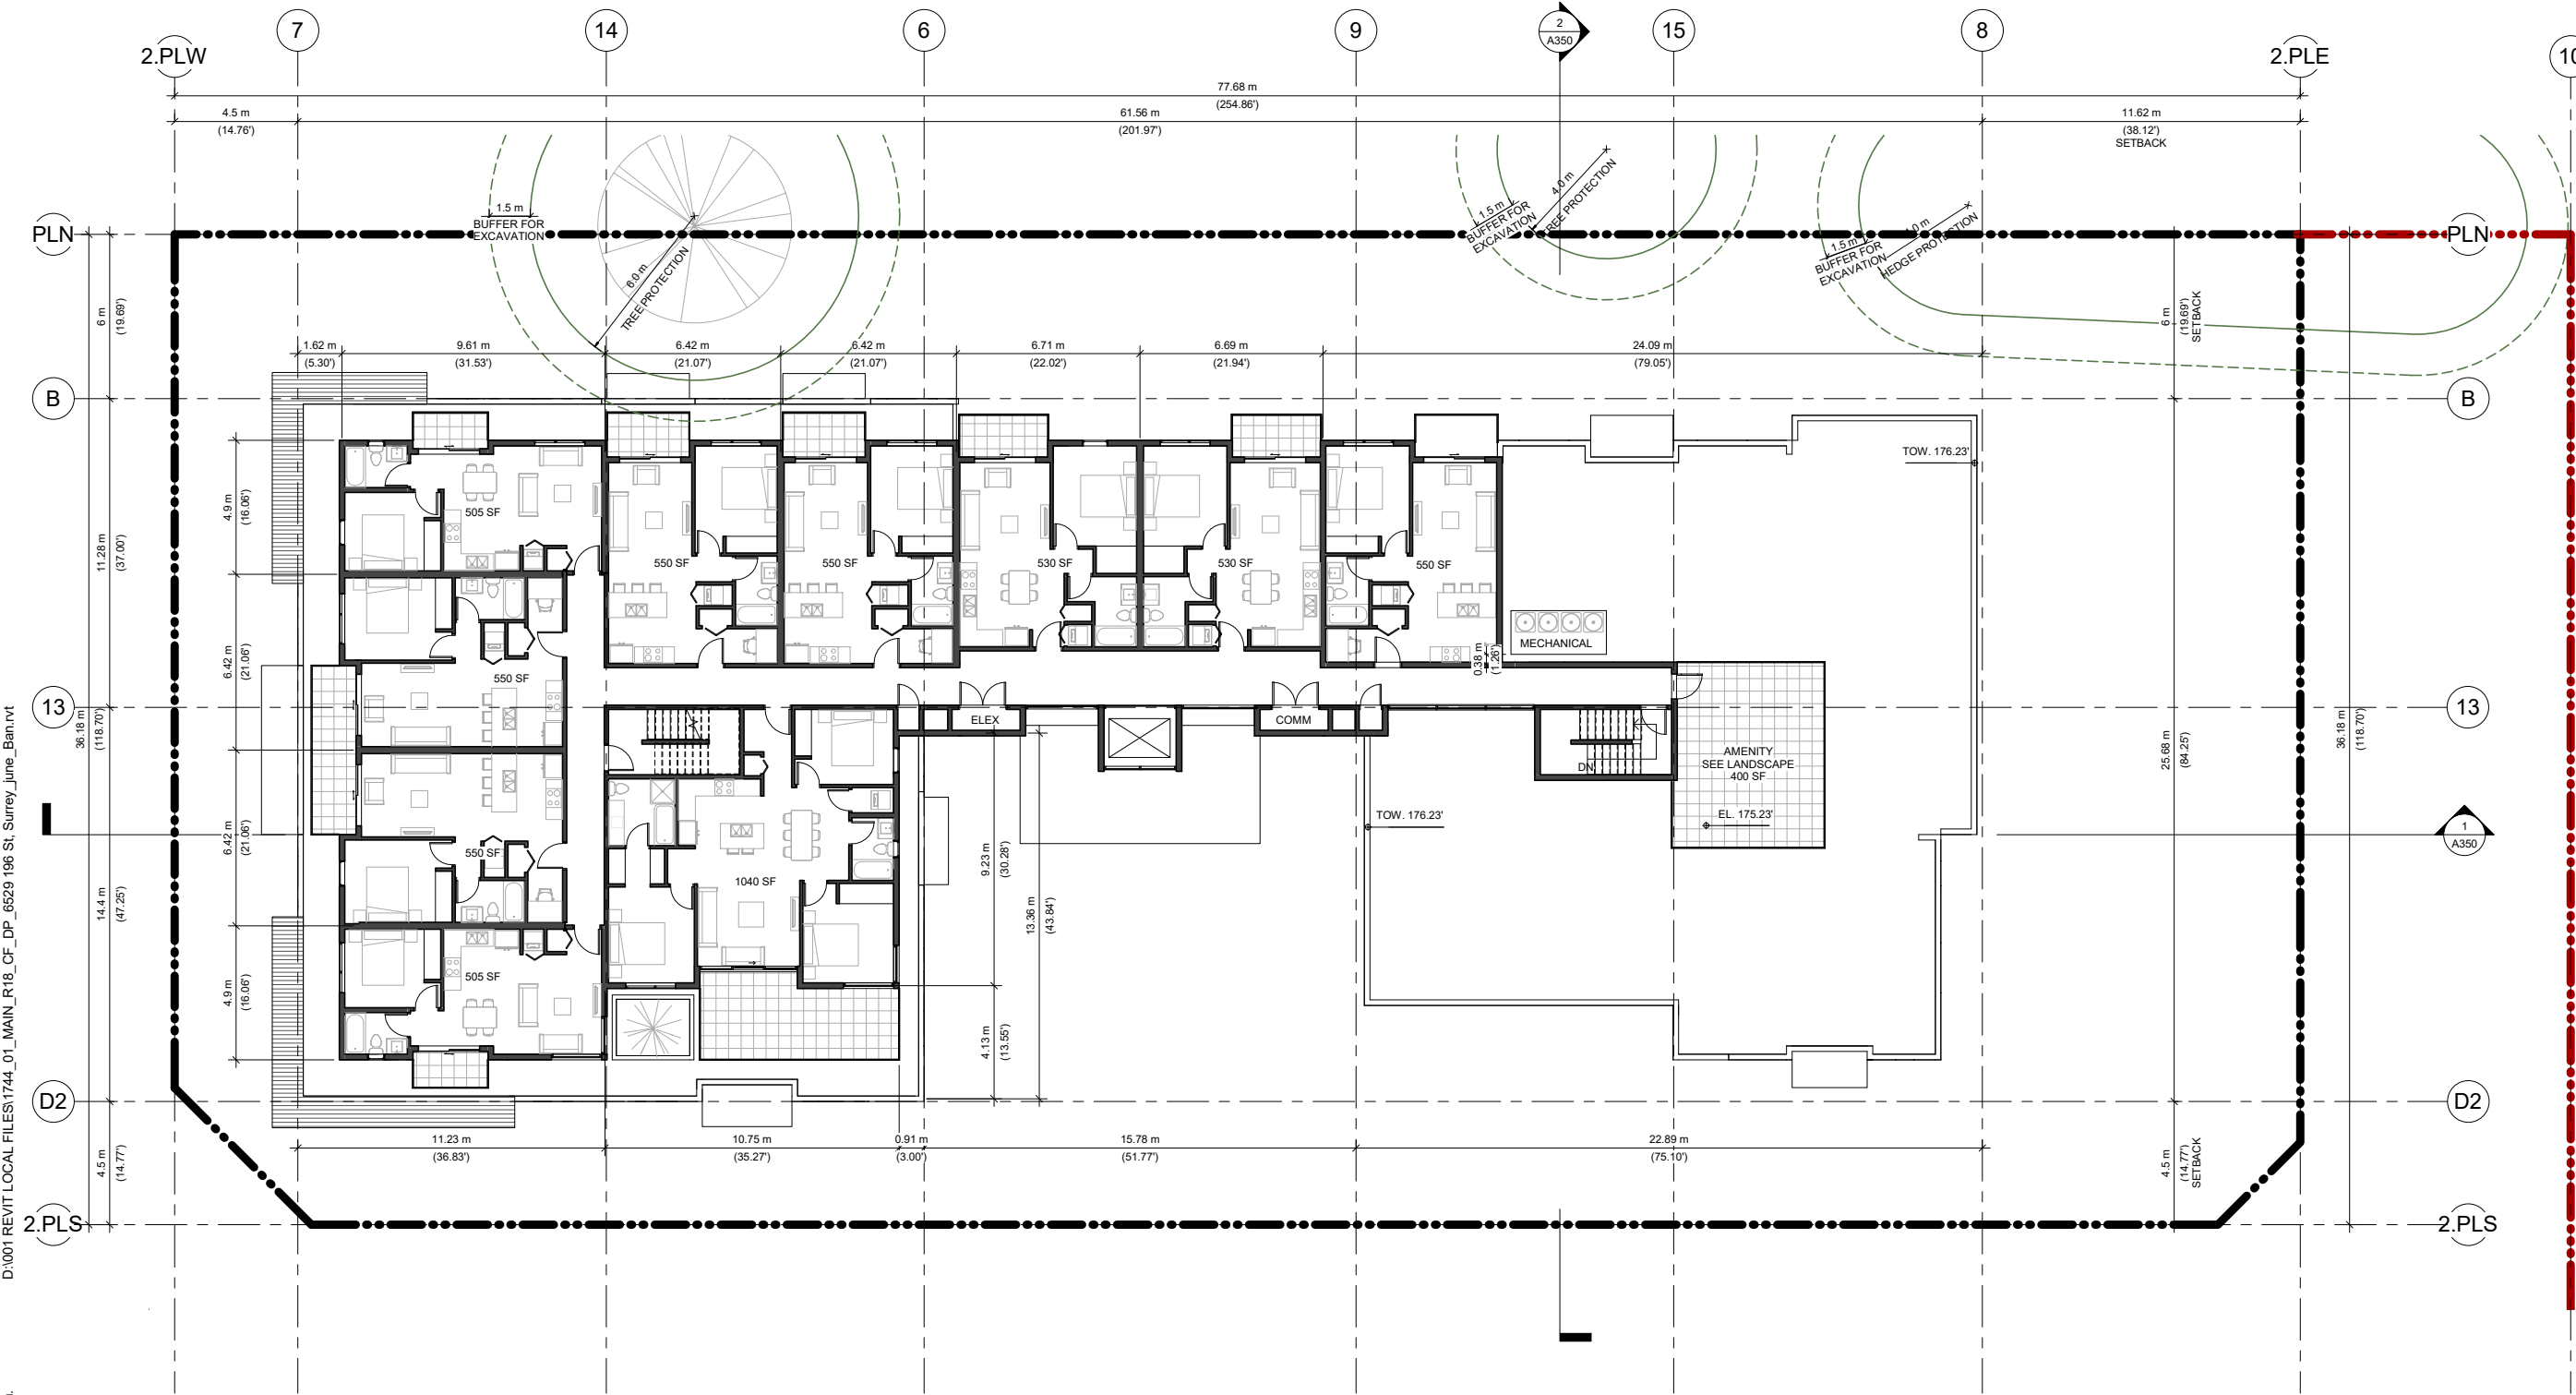 7
14
6
9
2
A350
15
8
10
2.PLW
2.PLE
77.68 m
(254.86')
4.5 m
(14.76')
61.56 m
(201.97')
11.62 m
(38.12')
SETBACK
PLN
1.5 m
BUFFER FOR
EXCAVATION
6.0 m
TREE PROTECTION
1.5 m
BUFFER FOR
EXCAVATION
4.0 m
TREE PROTECTION
1.5 m
BUFFER FOR
EXCAVATION
HEDGE PROTECTION
PLN
6 m
(19.69')
6 m
(19.69')
SETBACK
1.62 m
(5.30')
9.61 m
(31.53')
6.42 m
(21.07')
6.42 m
(21.07')
6.71 m
(22.02')
6.69 m
(21.94')
24.09 m
(79.05')
B
B
TOW. 176.23'
4.9 m
(16.06')
505 SF
11.28 m
(37.00')
550 SF
550 SF
530 SF
530 SF
550 SF
MECHANICAL
0.38 m
(1.26')
6.42 m
(21.06')
550 SF
13
36.18 m
(118.70')
ELEX
COMM
13
25.68 m
(84.25')
36.18 m
(118.70')
AMENITY
SEE LANDSCAPE
400 SF
DN
EL. 175.23'
TOW. 176.23'
1
A350
6.42 m
(21.06')
550 SF
1040 SF
9.23 m
(30.28')
13.36 m
(43.84')
14.4 m
(47.25')
4.9 m
(16.06')
505 SF
4.13 m
(13.55')
D2
D2
11.23 m
(36.83')
10.75 m
(35.27')
0.91 m
(3.00')
15.78 m
(51.77')
22.89 m
(75.10')
4.5 m
(14.77')
4.5 m
(14.77')
SETBACK
2.PLS
2.PLS
D:\001 REVIT LOCAL FILES\1744_01_MAIN_R18_CF_DP_6529 196 St, Surrey_june_Ban.rvt